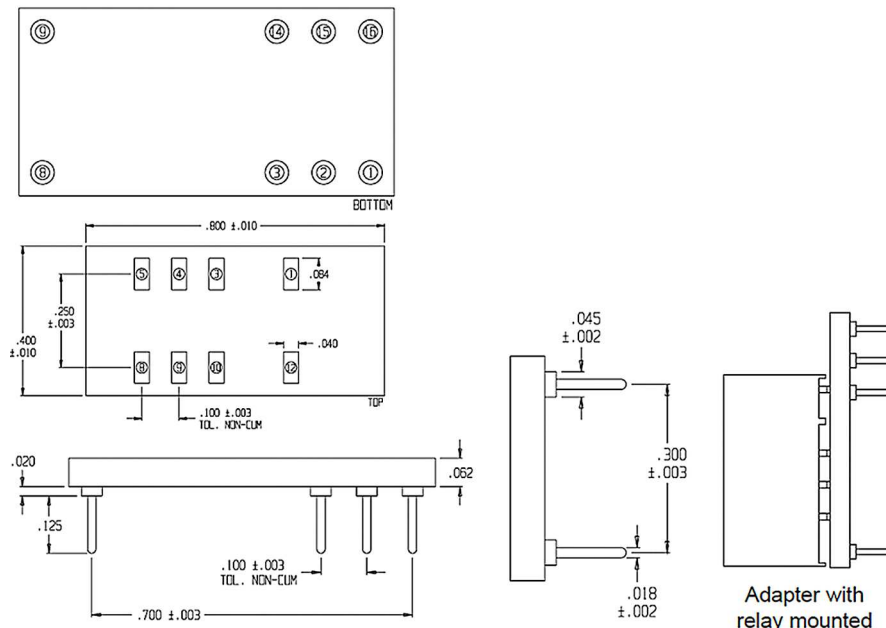 ⑨ ⑭ ⑮ ⑯
⑧ ③ ② ①
BOTTOM
.800 ±.010
⑤ ④ ③ ①
.084
.250
±.003
.400
±.010
.040
⑧ ⑨ ⑩ ⑫
TOP
.100 ±.003
TOL. NON-CUM
.020
.062
.125
.100 ±.003
TOL. NON-CUM
.700 ±.003
.045
±.002
.300
±.003
.018
±.002
Adapter with
relay mounted